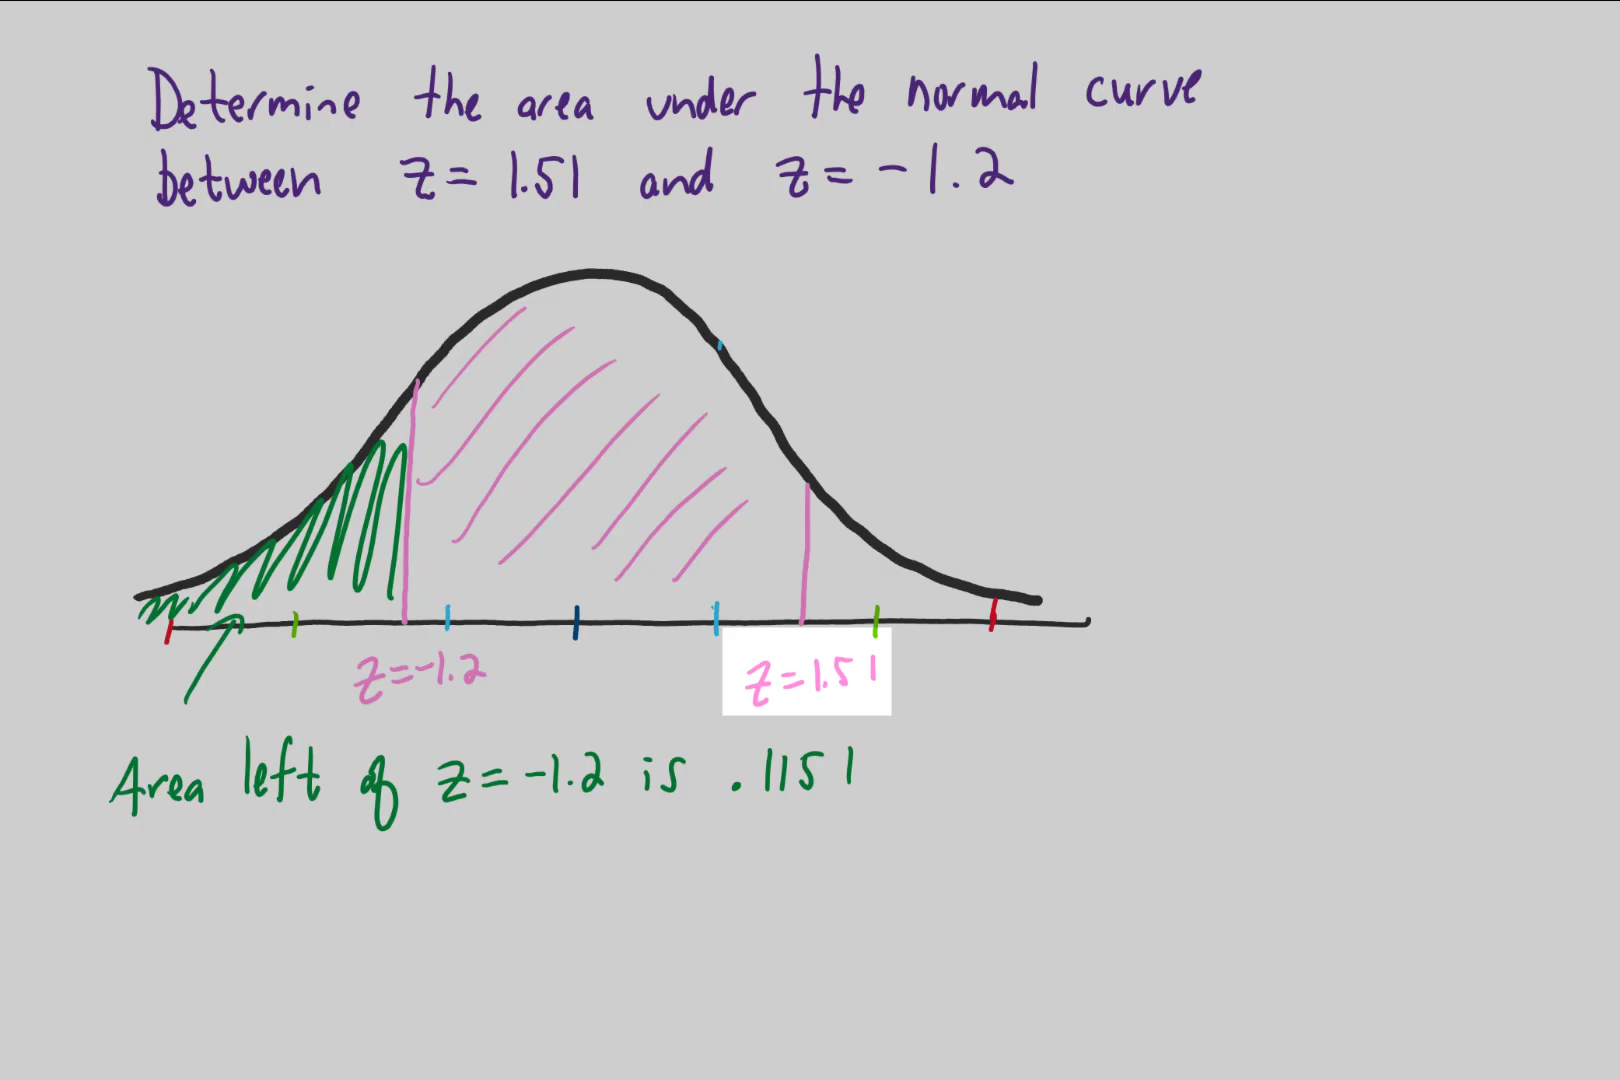 Determine the area under the normal curve
between z = 1.51 and z = -1.2
z = -1.2
z = 1.51
Area left of z = -1.2 is .1151